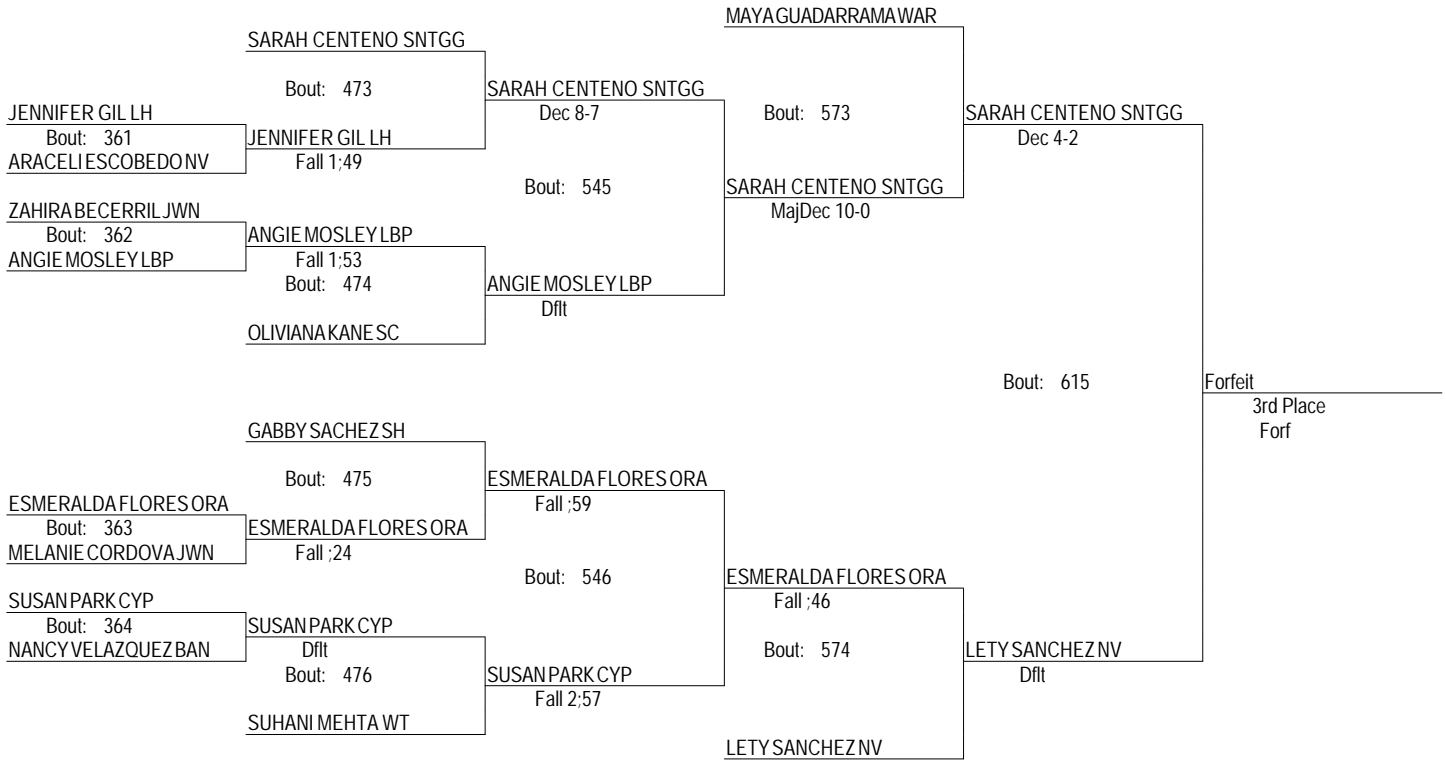 MAYA GUADARRAMA WAR
SARAH CENTENO SNTGG
Bout: 473
SARAH CENTENO SNTGG
JENNIFER GIL LH
Dec 8-7
Bout: 573
SARAH CENTENO SNTGG
Bout: 361
JENNIFER GIL LH
Dec 4-2
ARACELI ESCOBEDO NV
Fall 1;49
Bout: 545
SARAH CENTENO SNTGG
ZAHIRA BECERRIL JWN
MajDec 10-0
Bout: 362
ANGIE MOSLEY LBP
ANGIE MOSLEY LBP
Fall 1;53
Bout: 474
ANGIE MOSLEY LBP
Dflt
OLIVIANA KANE SC
Bout: 615
Forfeit
3rd Place
Forf
GABBY SACHEZ SH
Bout: 475
ESMERALDA FLORES ORA
ESMERALDA FLORES ORA
Fall ;59
Bout: 363
ESMERALDA FLORES ORA
MELANIE CORDOVA JWN
Fall ;24
Bout: 546
ESMERALDA FLORES ORA
SUSAN PARK CYP
Fall ;46
Bout: 364
SUSAN PARK CYP
NANCY VELAZQUEZ BAN
Dflt
Bout: 574
LETY SANCHEZ NV
Bout: 476
SUSAN PARK CYP
Dflt
Fall 2;57
SUHANI MEHTA WT
LETY SANCHEZ NV